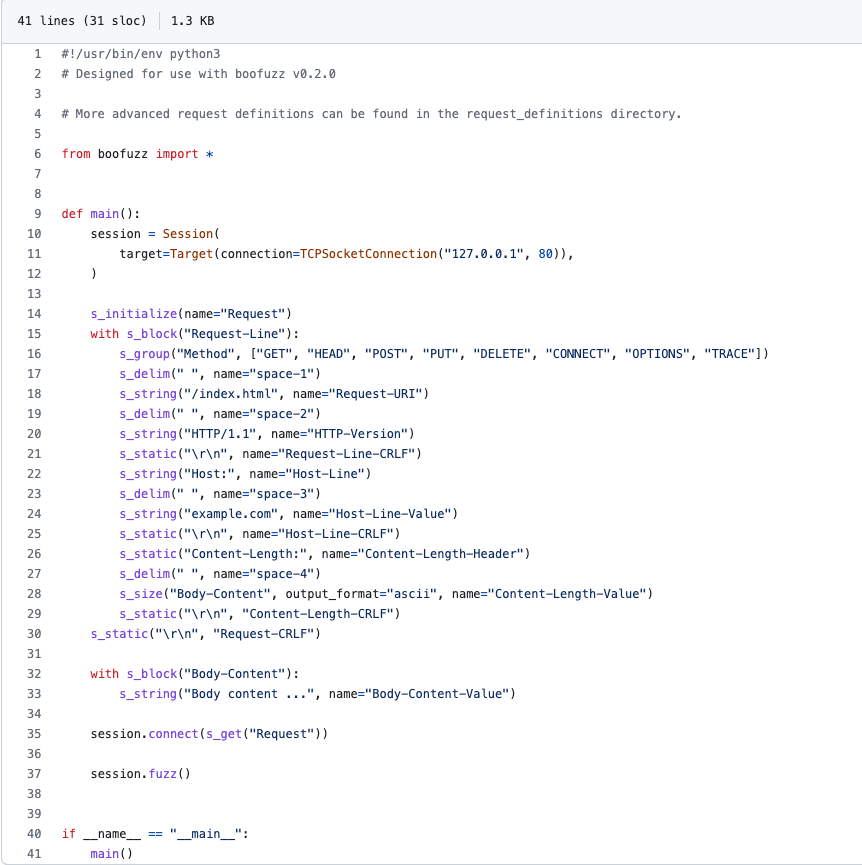 41 lines (31 sloc) 1.3 KB
1 #!/usr/bin/env python3
2 # Designed for use with boofuzz v0.2.0
3
4 # More advanced request definitions can be found in the request_definitions directory.
5
6 from boofuzz import *
7
8
9 def main():
10     session = Session(
11         target=Target(connection=TCPSocketConnection("127.0.0.1", 80)),
12     )
13
14     s_initialize(name="Request")
15     with s_block("Request-Line"):
16         s_group("Method", ["GET", "HEAD", "POST", "PUT", "DELETE", "CONNECT", "OPTIONS", "TRACE"])
17         s_delim(" ", name="space-1")
18         s_string("/index.html", name="Request-URI")
19         s_delim(" ", name="space-2")
20         s_string("HTTP/1.1", name="HTTP-Version")
21         s_static("\r\n", name="Request-Line-CRLF")
22         s_string("Host:", name="Host-Line")
23         s_delim(" ", name="space-3")
24         s_string("example.com", name="Host-Line-Value")
25         s_static("\r\n", name="Host-Line-CRLF")
26         s_static("Content-Length:", name="Content-Length-Header")
27         s_delim(" ", name="space-4")
28         s_size("Body-Content", output_format="ascii", name="Content-Length-Value")
29         s_static("\r\n", "Content-Length-CRLF")
30     s_static("\r\n", "Request-CRLF")
31
32     with s_block("Body-Content"):
33         s_string("Body content ...", name="Body-Content-Value")
34
35     session.connect(s_get("Request"))
36
37     session.fuzz()
38
39
40 if __name__ == "__main__":
41     main()